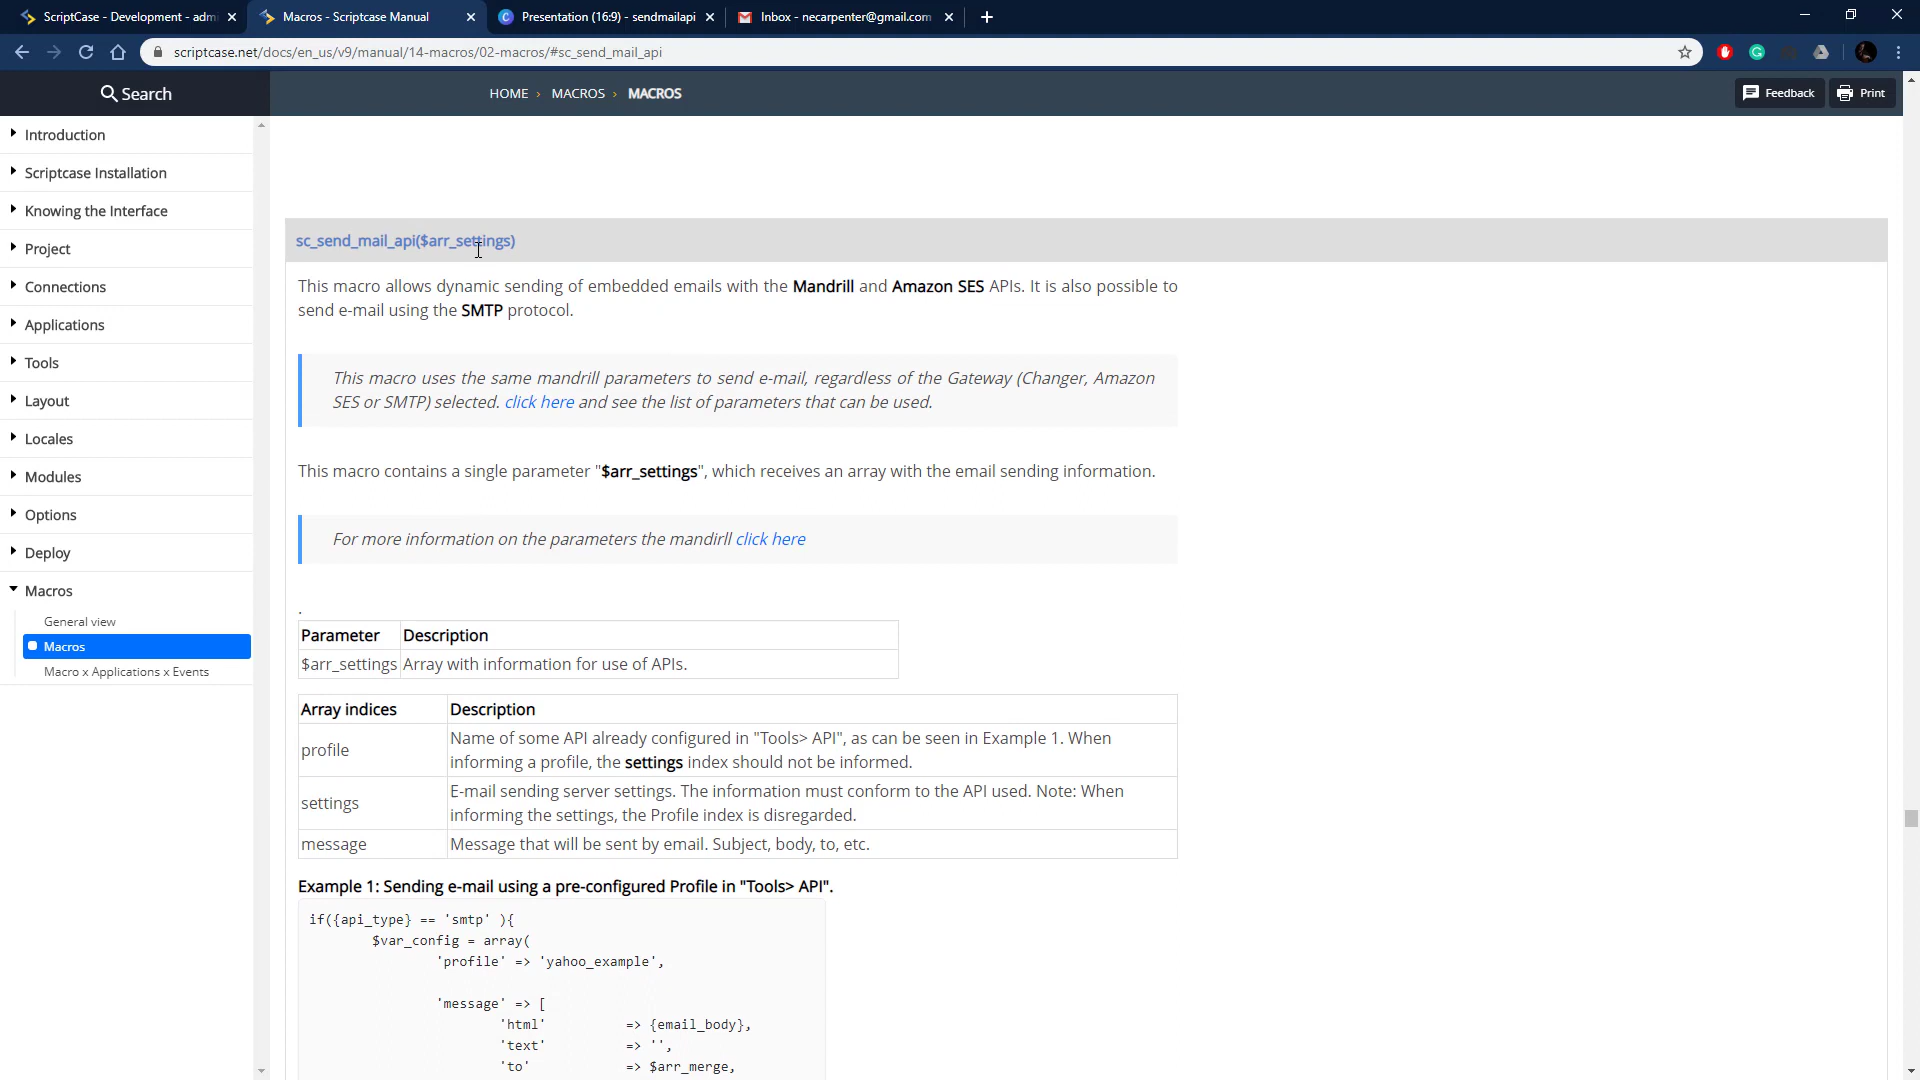 ScriptCase - Development - admi
Macros - Scriptcase Manual
Presentation (16:9) - sendmailapi
Inbox - necarpenter@gmail.com
scriptcase.net/docs/en_us/v9/manual/14-macros/02-macros/#sc_send_mail_api
Search
HOME › MACROS › MACROS
Feedback
Print
Introduction
Scriptcase Installation
Knowing the Interface
Project
Connections
Applications
Tools
Layout
Locales
Modules
Options
Deploy
Macros
General view
Macros
Macro x Applications x Events
sc_send_mail_api($arr_settings)
This macro allows dynamic sending of embedded emails with the Mandrill and Amazon SES APIs. It is also possible to
send e-mail using the SMTP protocol.
This macro uses the same mandrill parameters to send e-mail, regardless of the Gateway (Changer, Amazon
SES or SMTP) selected. click here and see the list of parameters that can be used.
This macro contains a single parameter "$arr_settings", which receives an array with the email sending information.
For more information on the parameters the mandirll click here
.
Parameter Description
$arr_settings Array with information for use of APIs.
Array indices Description
profile Name of some API already configured in "Tools> API", as can be seen in Example 1. When
informing a profile, the settings index should not be informed.
settings E-mail sending server settings. The information must conform to the API used. Note: When
informing the settings, the Profile index is disregarded.
message Message that will be sent by email. Subject, body, to, etc.
Example 1: Sending e-mail using a pre-configured Profile in "Tools> API".
if({api_type} == 'smtp' ){
$var_config = array(
'profile' => 'yahoo_example',
'message' => [
'html' => {email_body},
'text' => '',
'to' => $arr_merge,